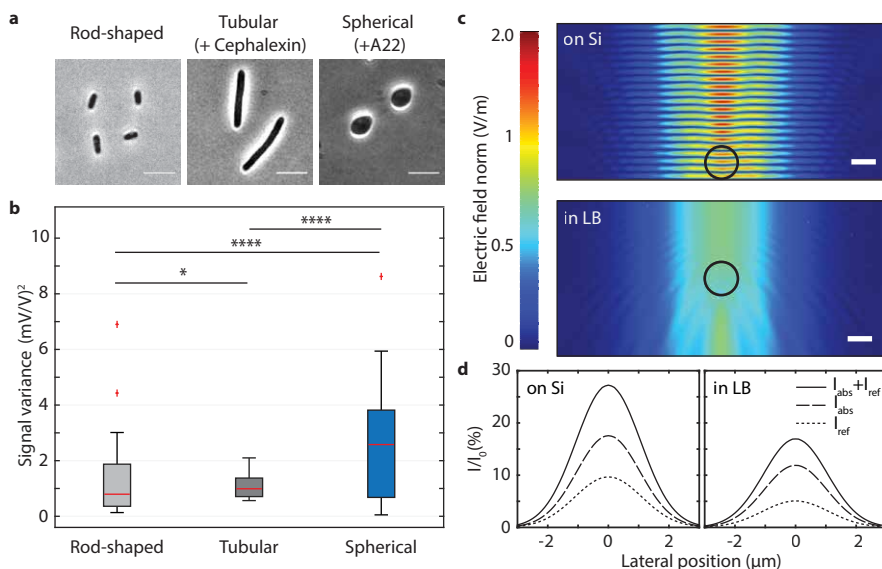 a
Rod-shaped
Tubular
(+ Cephalexin)
Spherical
(+A22)
b
Signal variance (mV/V)²
10
8
6
4
2
0
****
****
*
Rod-shaped
Tubular
Spherical
c
Electric field norm (V/m)
2.0
1
0.5
0
on Si
in LB
d
I/I₀(%)
30
20
10
0
on Si
in LB
I_abs+I_ref
I_abs
I_ref
-2
0
2
-2
0
2
Lateral position (µm)